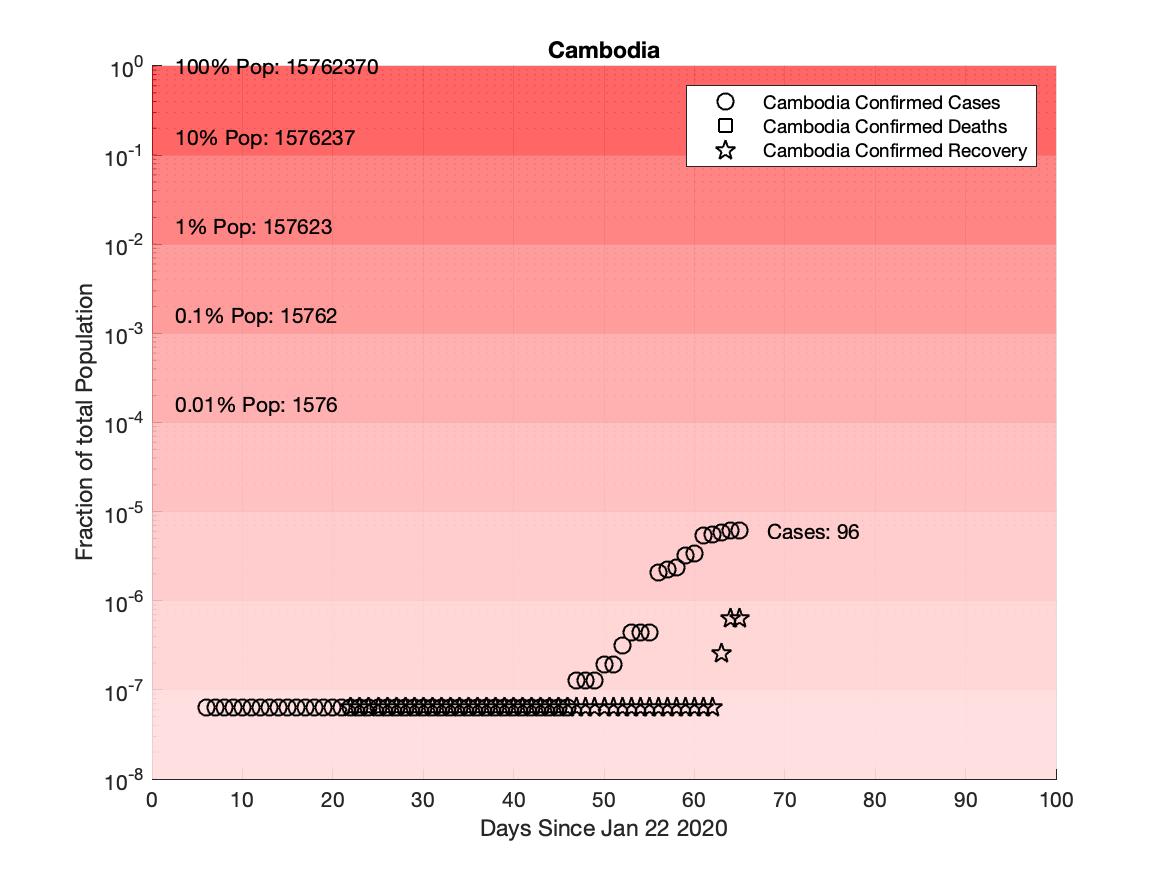 Cambodia
10^0
10^-1
10^-2
10^-3
10^-4
10^-5
10^-6
10^-7
10^-8
Fraction of total Population
100% Pop: 15762370
10% Pop: 1576237
1% Pop: 157623
0.1% Pop: 15762
0.01% Pop: 1576
Cambodia Confirmed Cases
Cambodia Confirmed Deaths
Cambodia Confirmed Recovery
Cases: 96
0 10 20 30 40 50 60 70 80 90 100
Days Since Jan 22 2020